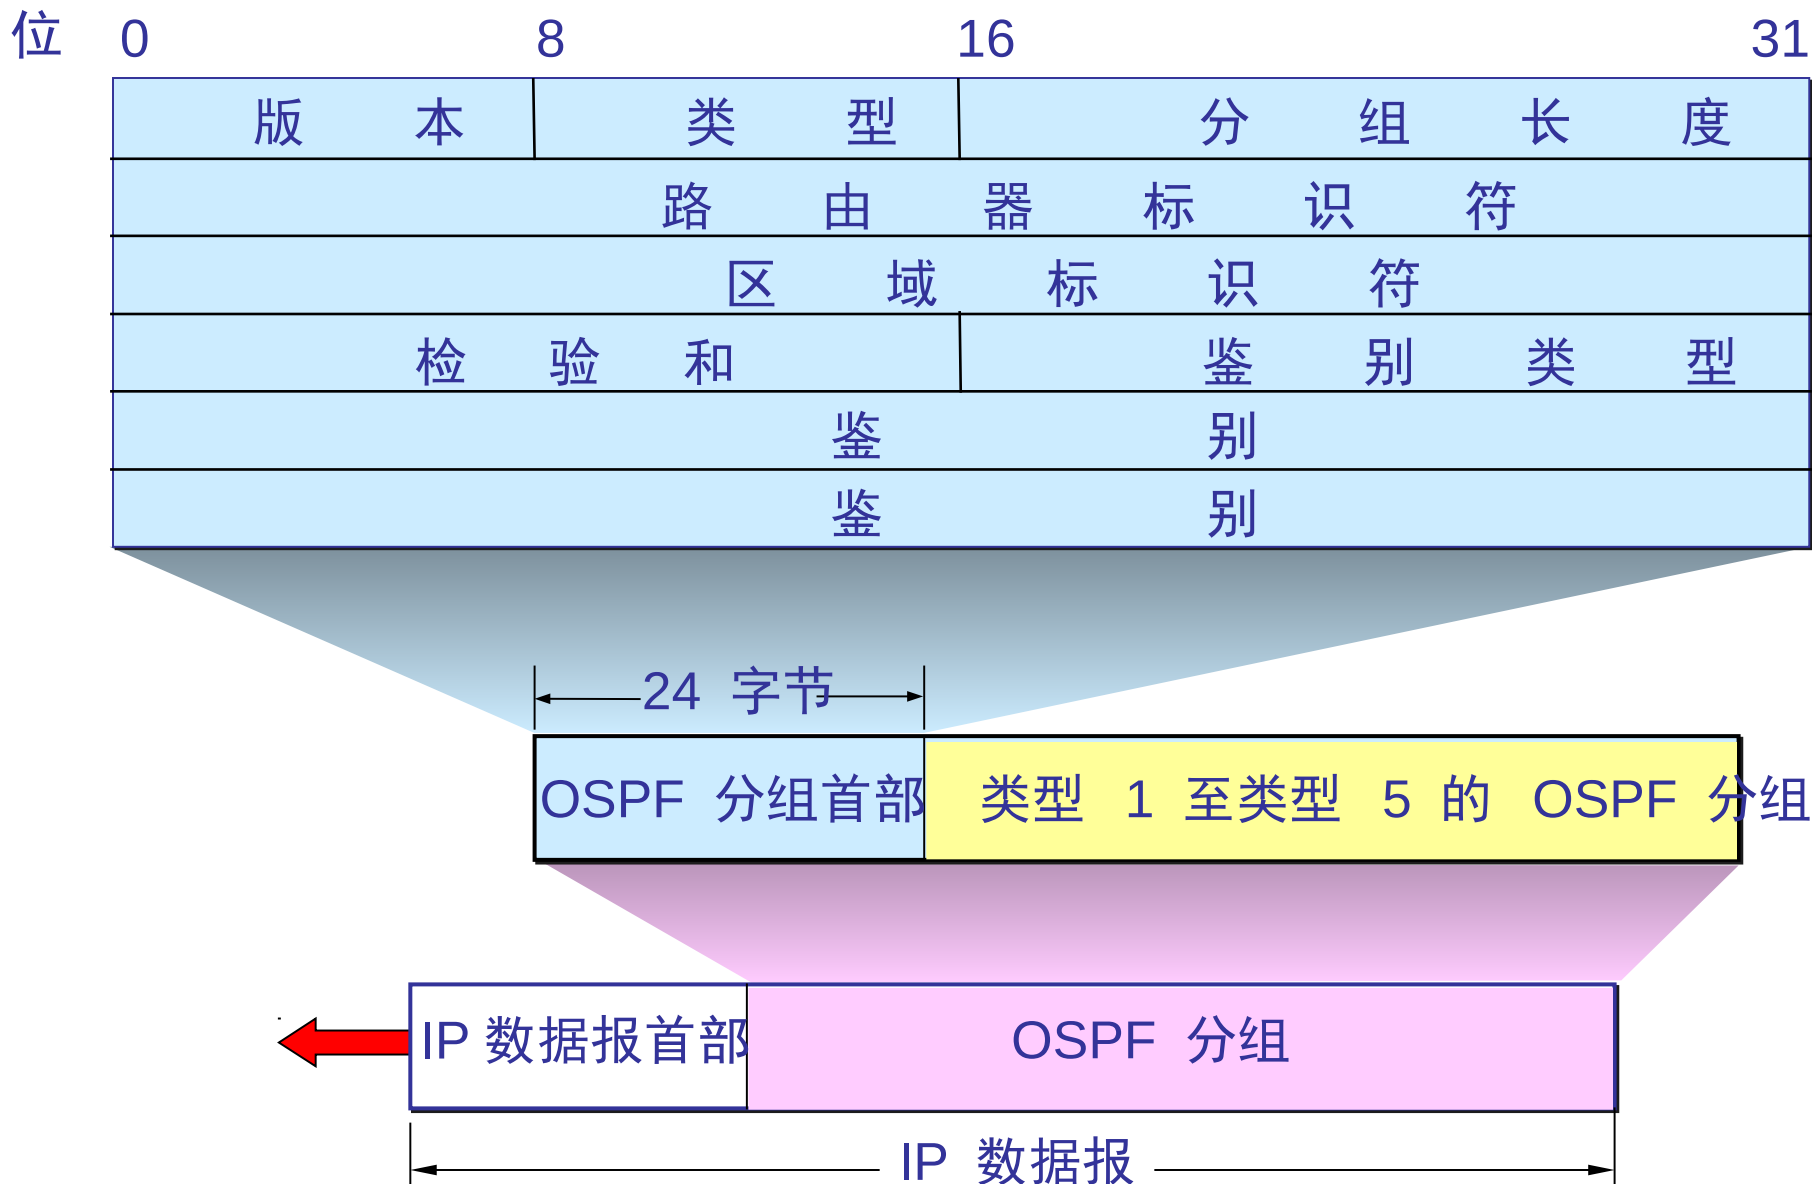 位 0 8 16 31
版本 类型 分组长度
路由器标识符
区域标识符
检验和 鉴别类型
鉴别
鉴别
24 字节
OSPF 分组首部 类型 1 至类型 5 的 OSPF 分组
IP 数据报首部 OSPF 分组
IP 数据报